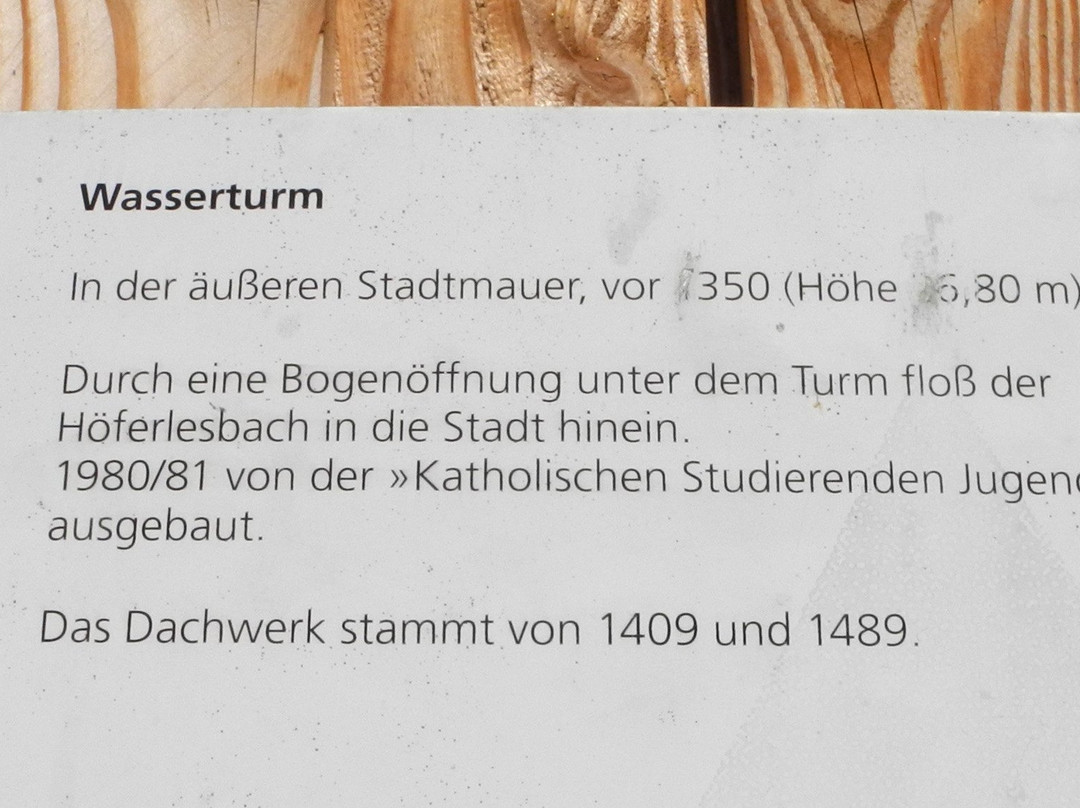 Wasserturm
In der äußeren Stadtmauer, vor (Höhe m)
Durch eine Bogenöffnung unter dem Turm floß der
Höferlesbach in die Stadt hinein.
1980/81 von der »Katholischen Studierenden
ausgebaut.
Das Dachwerk stammt von 1409 und 1489.